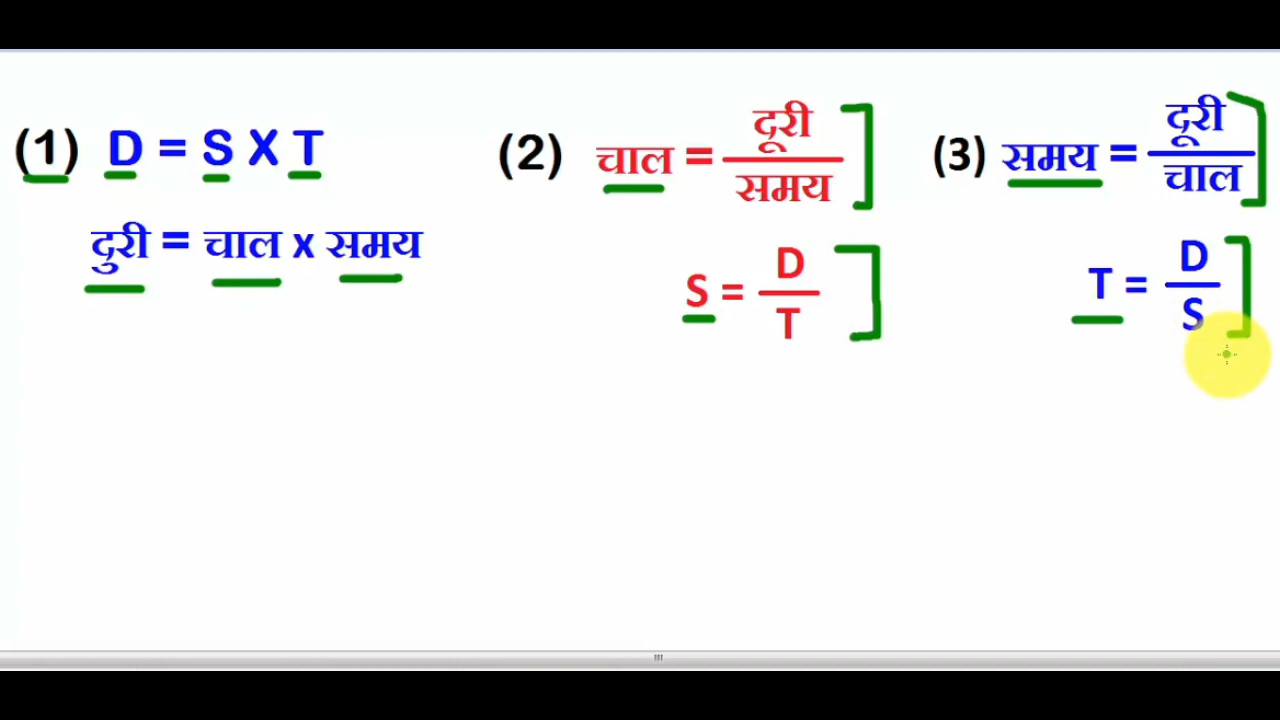 (1) D = S X T
दुरी = चाल x समय
(2) चाल = दूरी / समय
S = D / T
(3) समय = दूरी / चाल
T = D / S